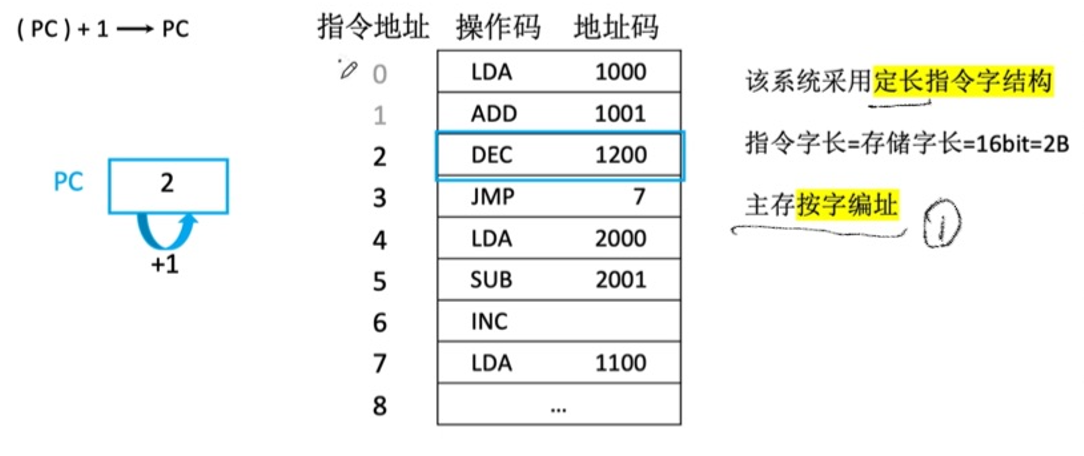 (PC)+1 → PC
指令地址 操作码 地址码
0 LDA 1000
1 ADD 1001
2 DEC 1200
3 JMP 7
4 LDA 2000
5 SUB 2001
6 INC
7 LDA 1100
8 ...
PC 2
+1
该系统采用定长指令字结构
指令字长=存储字长=16bit=2B
主存按字编址 ①